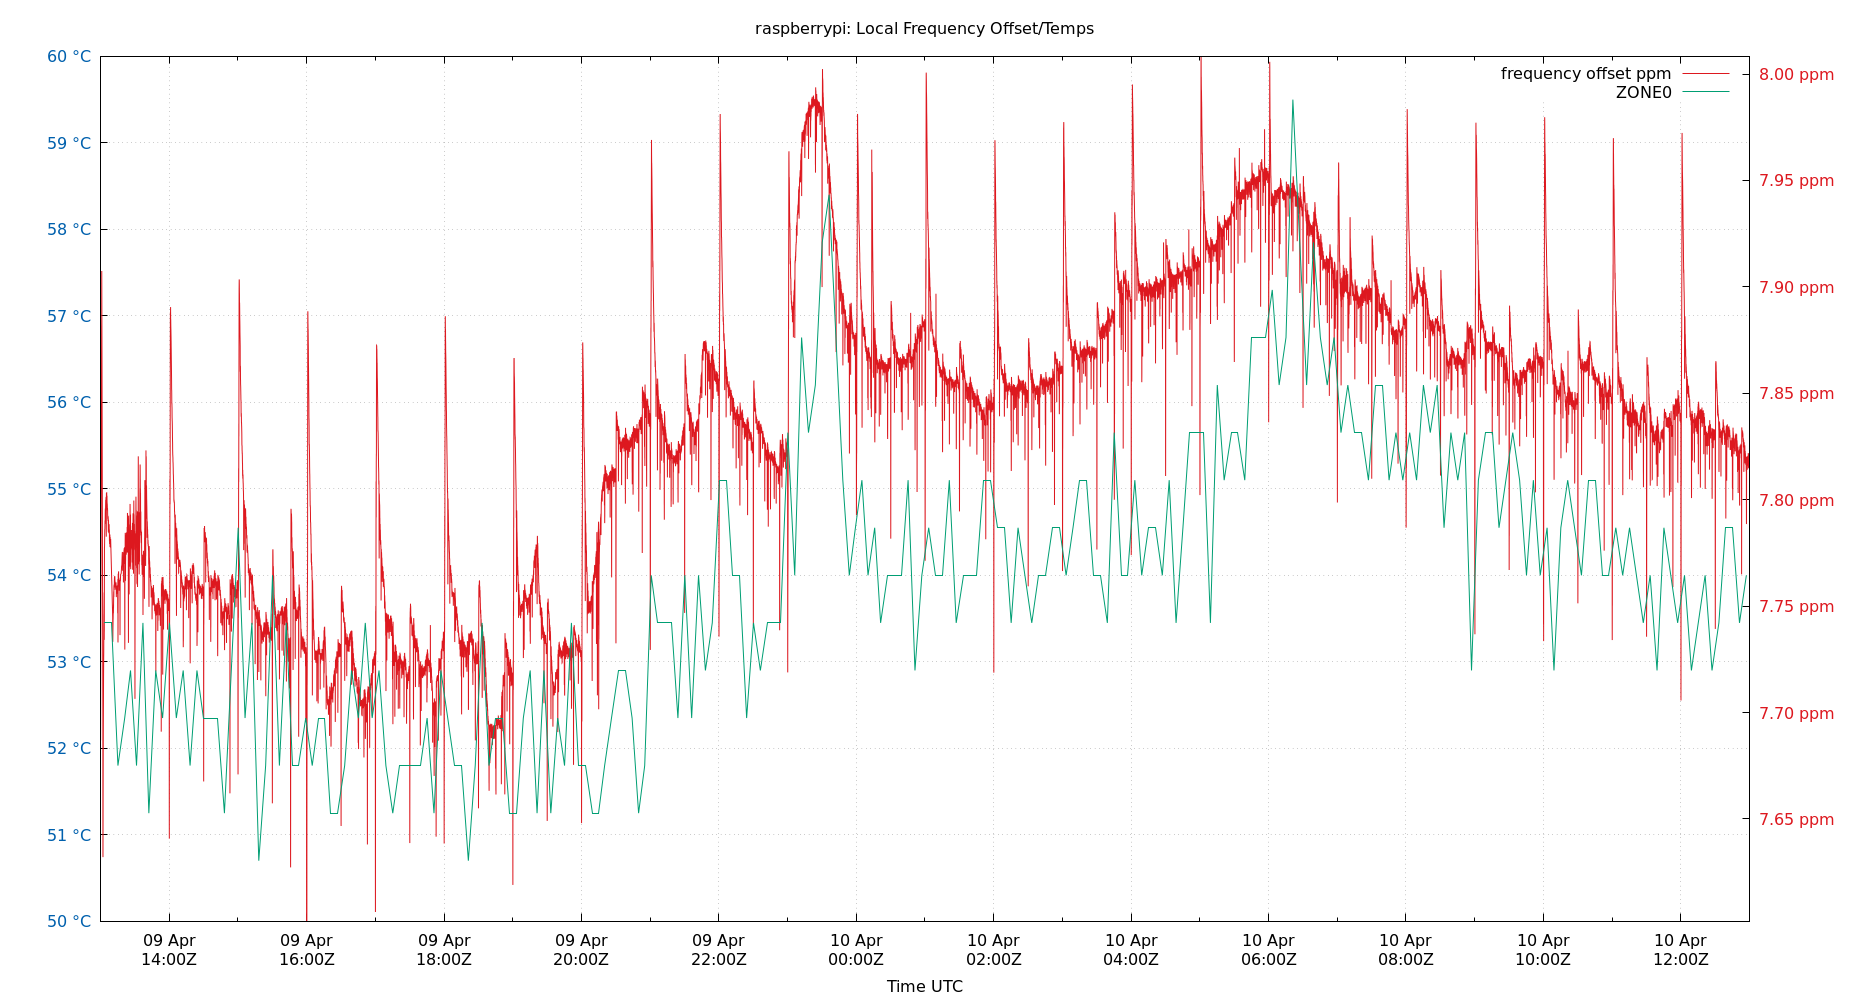 raspberrypi: Local Frequency Offset/Temps
60 °C
59 °C
58 °C
57 °C
56 °C
55 °C
54 °C
53 °C
52 °C
51 °C
50 °C
frequency offset ppm
ZONE0
8.00 ppm
7.95 ppm
7.90 ppm
7.85 ppm
7.80 ppm
7.75 ppm
7.70 ppm
7.65 ppm
09 Apr 09 Apr 09 Apr 09 Apr 09 Apr 10 Apr 10 Apr 10 Apr 10 Apr 10 Apr 10 Apr 10 Apr
14:00Z 16:00Z 18:00Z 20:00Z 22:00Z 00:00Z 02:00Z 04:00Z 06:00Z 08:00Z 10:00Z 12:00Z
Time UTC